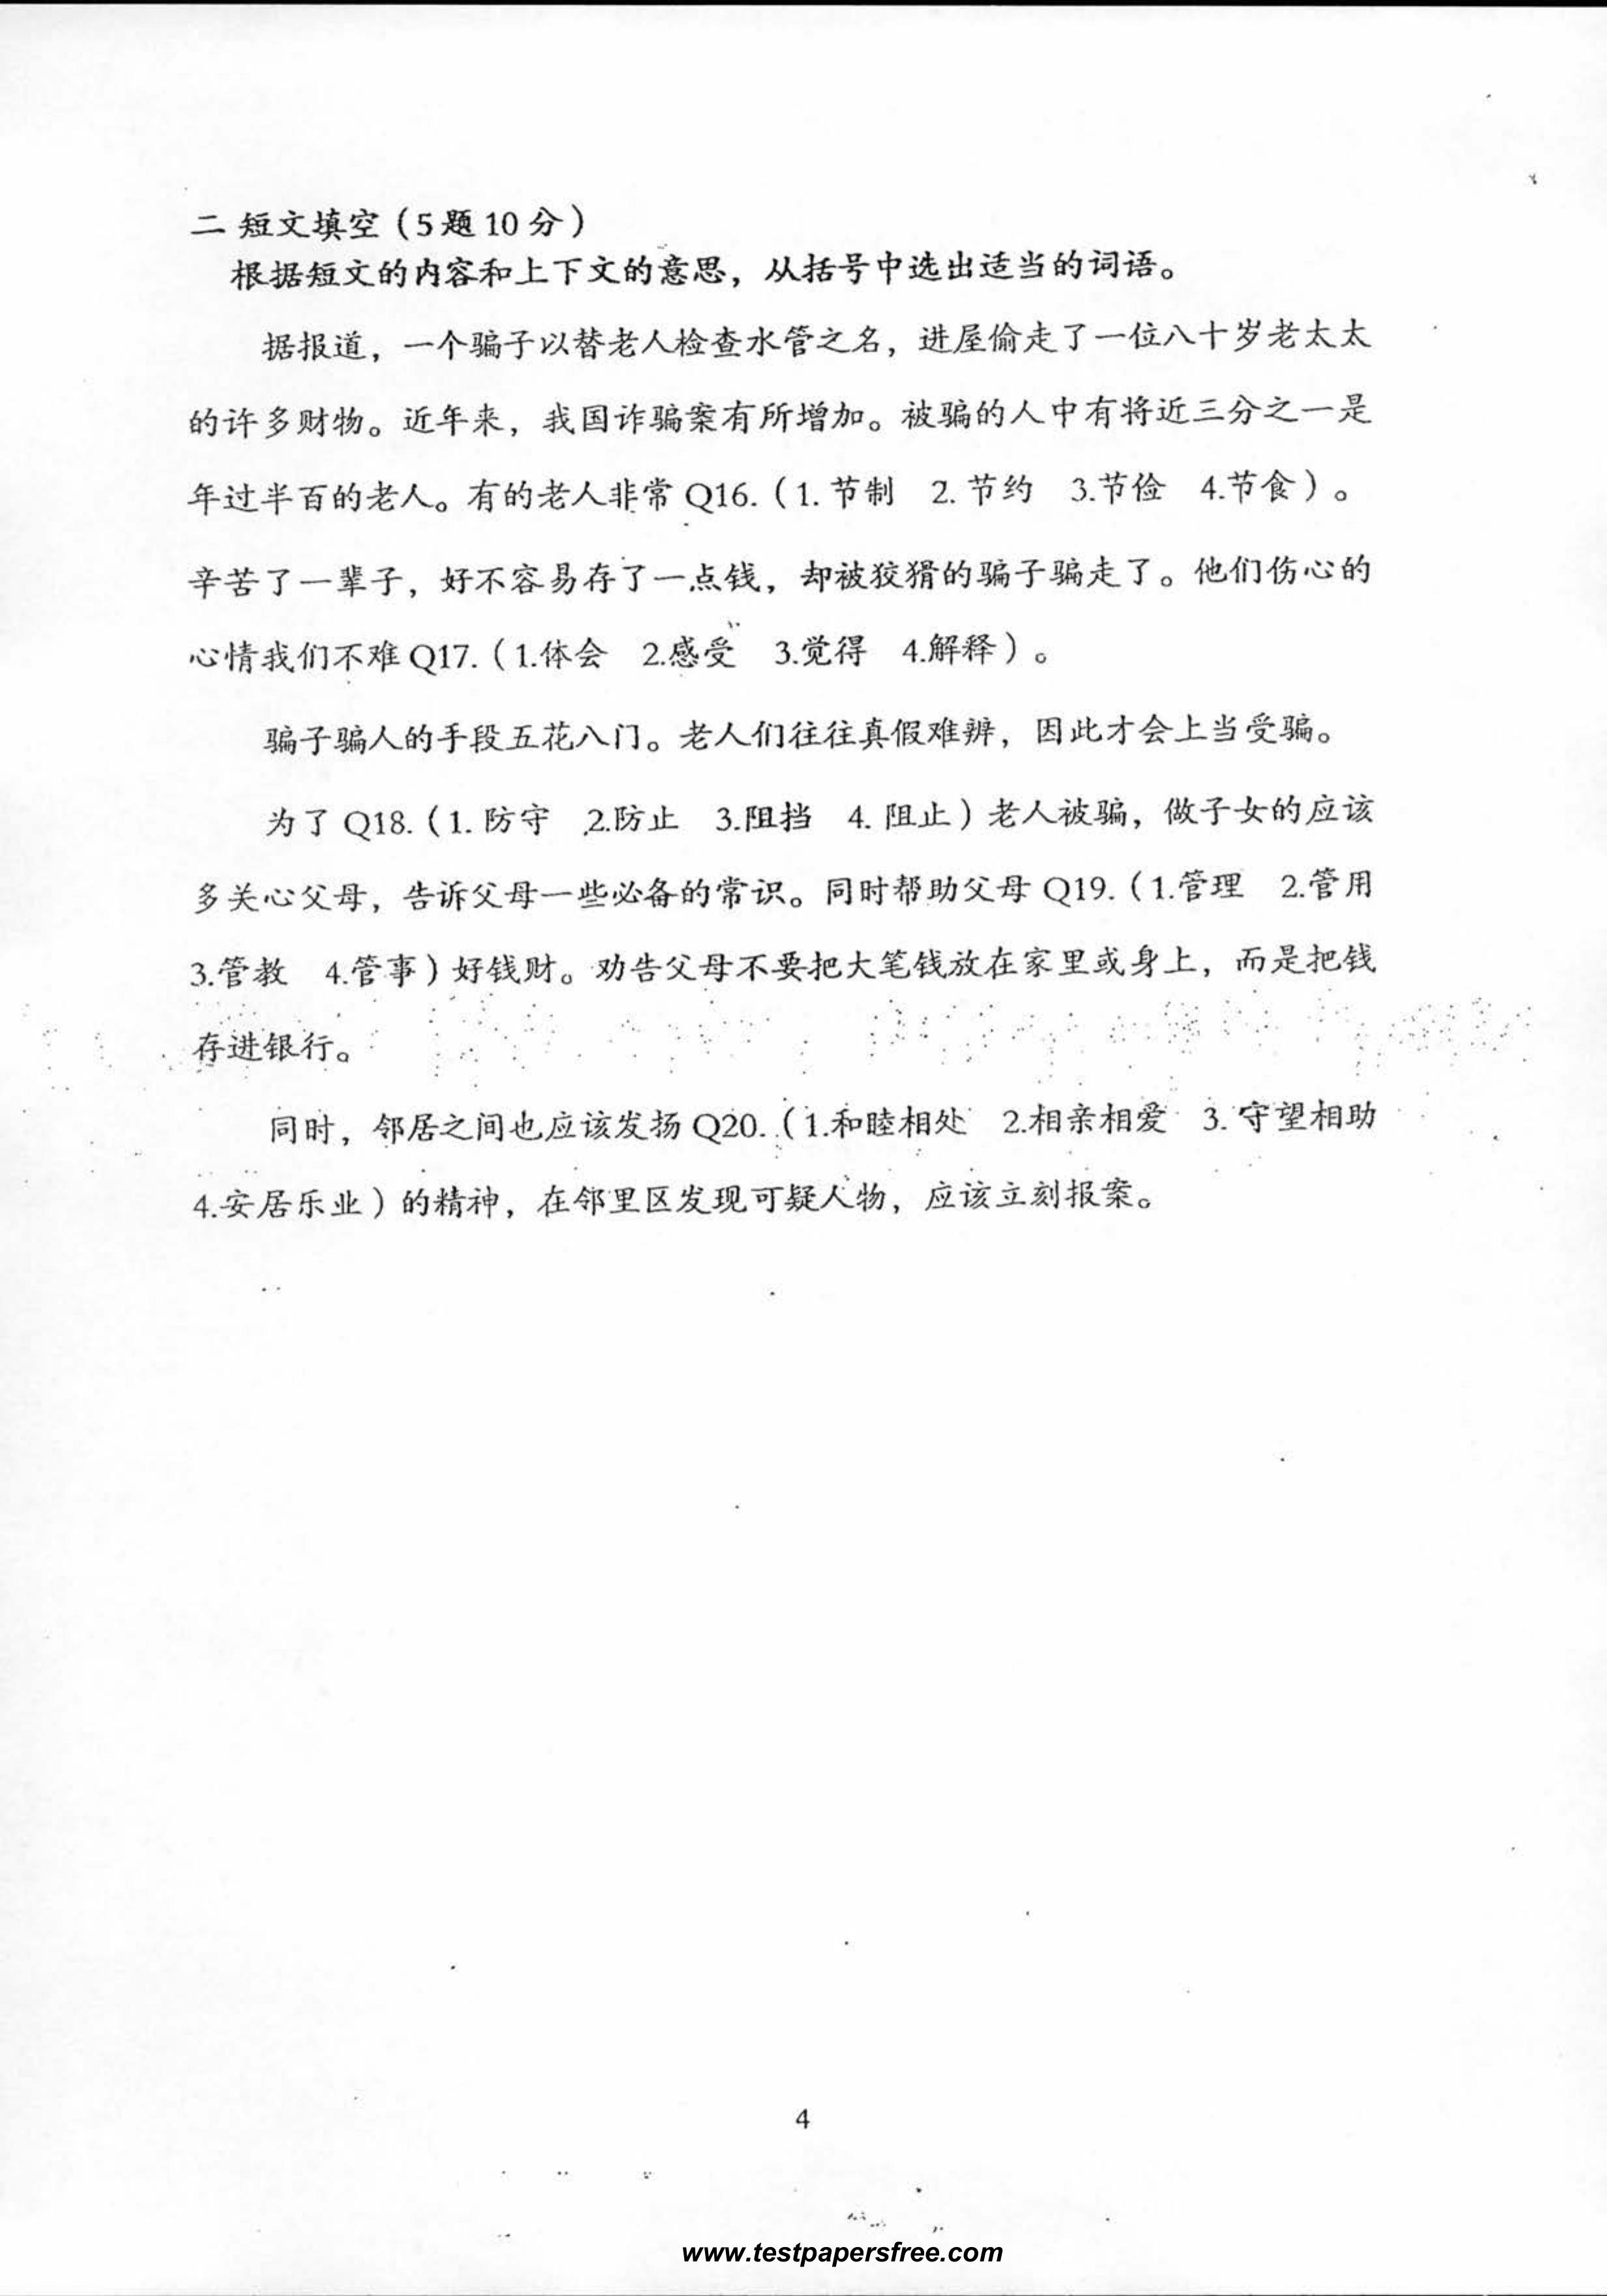 二 短文填空（5题10分）
根据短文的内容和上下文的意思，从括号中选出适当的词语。
据报道，一个骗子以替老人检查水管之名，进屋偷走了一位八十岁老太太
的许多财物。近年来，我国诈骗案有所增加。被骗的人中有将近三分之一是
年过半百的老人。有的老人非常Q16.（1.节制 2.节约 3.节俭 4.节食）。
辛苦了一辈子，好不容易存了一点钱，却被狡猾的骗子骗走了。他们伤心的
心情我们不难Q17.（1.体会 2.感受 3.觉得 4.解释）。
骗子骗人的手段五花八门。老人们往往真假难辨，因此才会上当受骗。
为了Q18.（1.防守 2.防止 3.阻挡 4.阻止）老人被骗，做子女的应该
多关心父母，告诉父母一些必备的常识。同时帮助父母Q19.（1.管理 2.管用
3.管教 4.管事）好钱财。劝告父母不要把大笔钱放在家里或身上，而是把钱
存进银行。
同时，邻居之间也应该发扬Q20.（1.和睦相处 2.相亲相爱 3.守望相助
4.安居乐业）的精神，在邻里区发现可疑人物，应该立刻报案。
4
www.testpapersfree.com